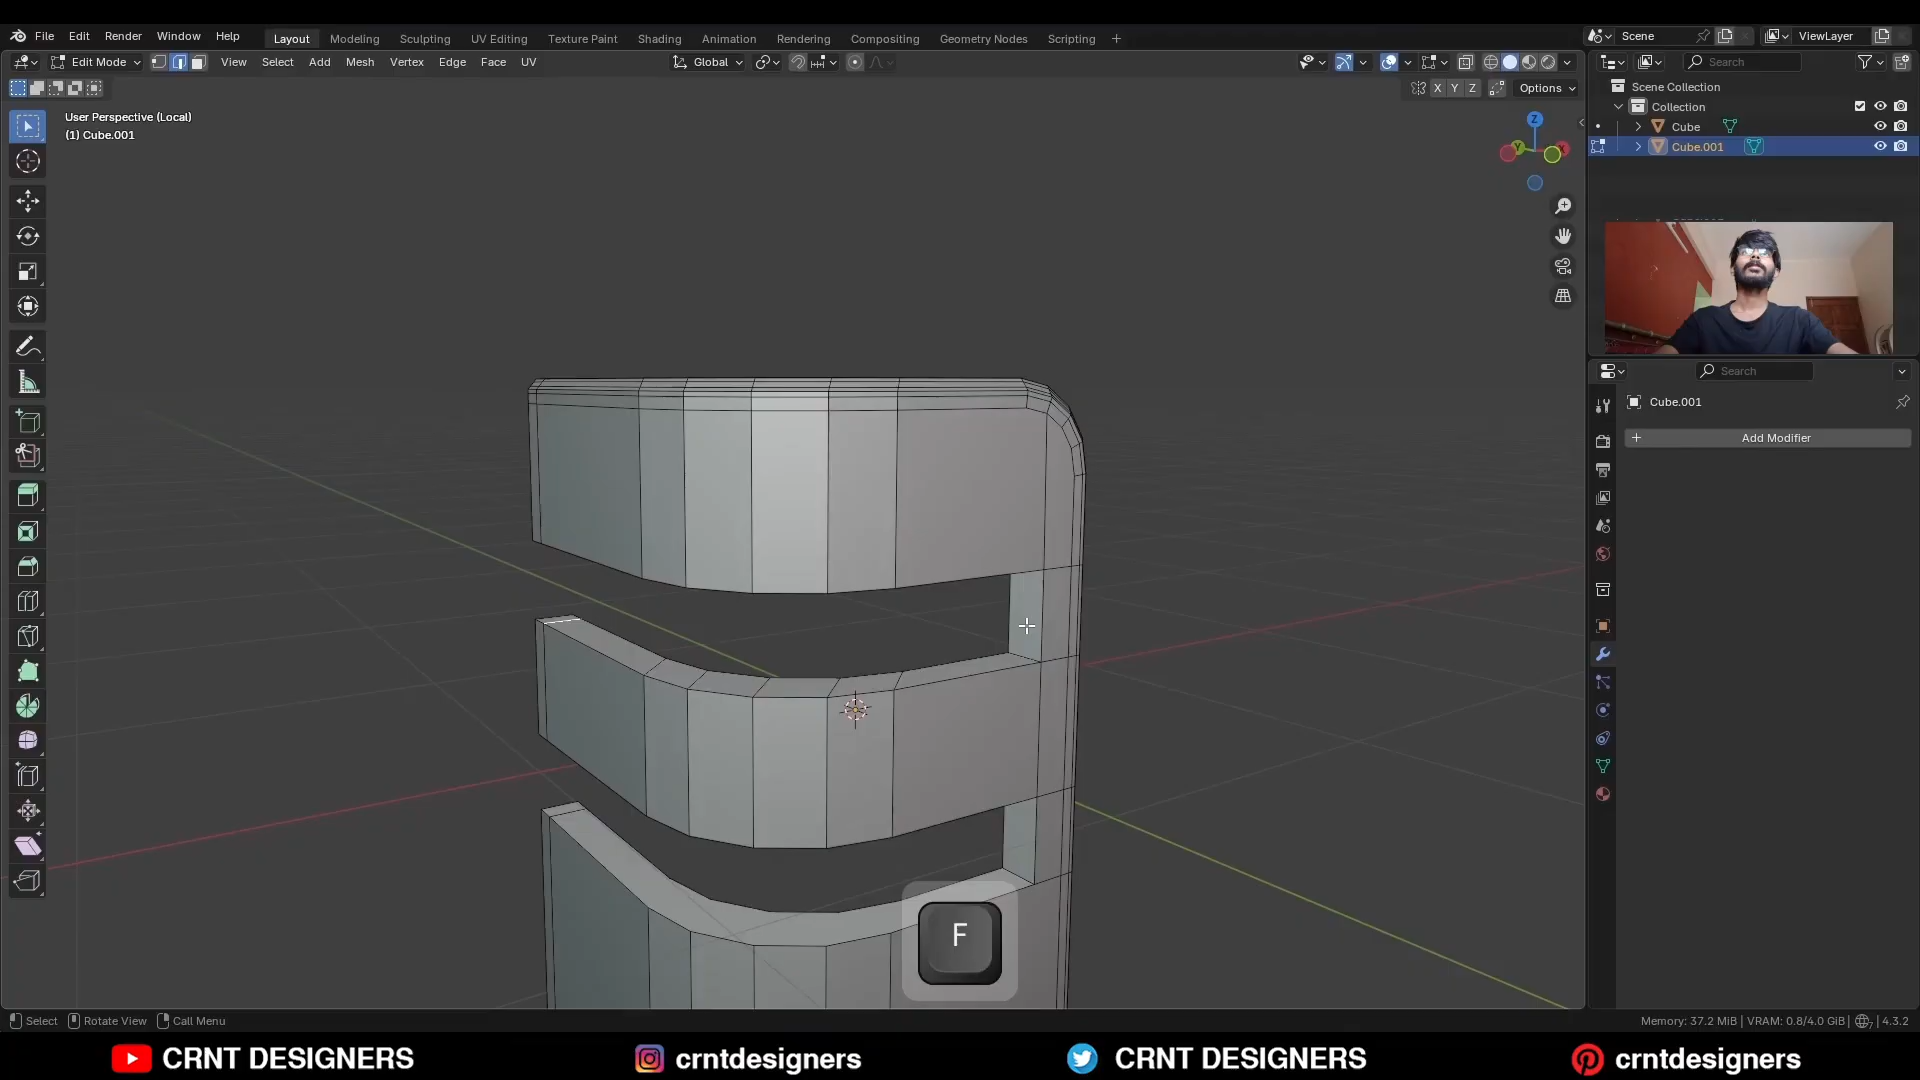 File Edit Render Window Help
Layout Modeling Sculpting UV Editing Texture Paint Shading Animation Rendering Compositing Geometry Nodes Scripting +
Scene
ViewLayer
Edit Mode
View Select Add Mesh Vertex Edge Face UV
Global
Search
X Y Z
Options
Scene Collection
Collection
Cube
Cube.001
User Perspective (Local)
(1) Cube.001
Z
Y
X
Search
Cube.001
+ Add Modifier
F
Select Rotate View Call Menu
Memory: 37.2 MiB | VRAM: 0.8/4.0 GiB | 7 | 4.3.2
CRNT DESIGNERS
crntdesigners
CRNT DESIGNERS
crntdesigners